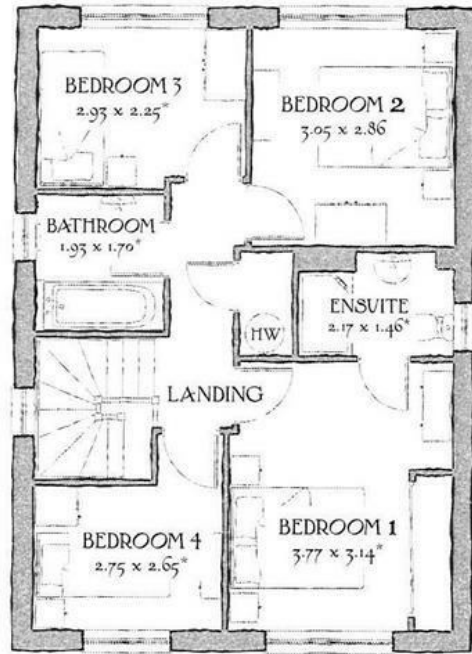 BEDROOM 3
2.93 x 2.25*
BEDROOM 2
3.05 x 2.86
BATHROOM
1.93 x 1.70*
ENSUITE
2.17 x 1.46*
HW
LANDING
BEDROOM 4
2.75 x 2.65*
BEDROOM 1
3.77 x 3.14*